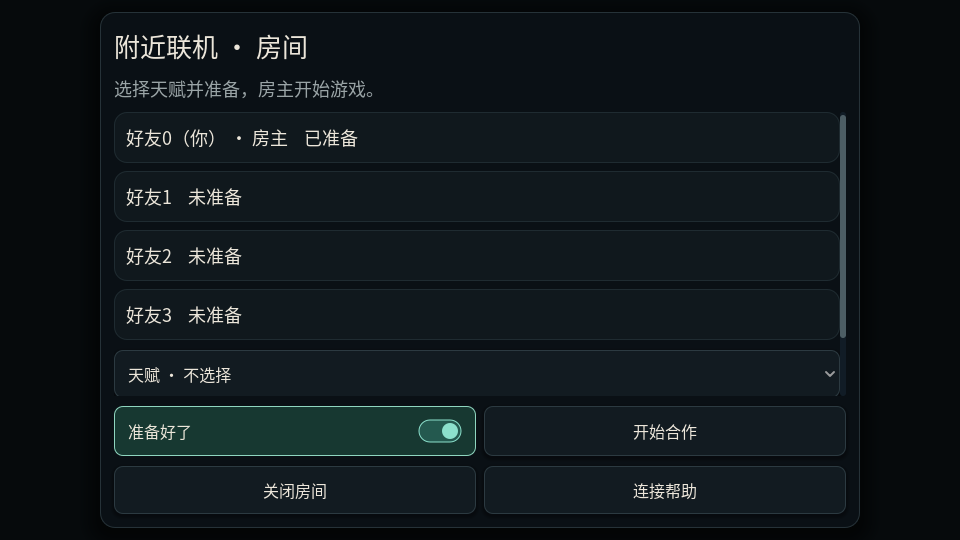 附近联机 · 房间
选择天赋并准备，房主开始游戏。
好友0（你） · 房主　已准备
好友1　未准备
好友2　未准备
好友3　未准备
天赋 · 不选择
准备好了
开始合作
关闭房间
连接帮助